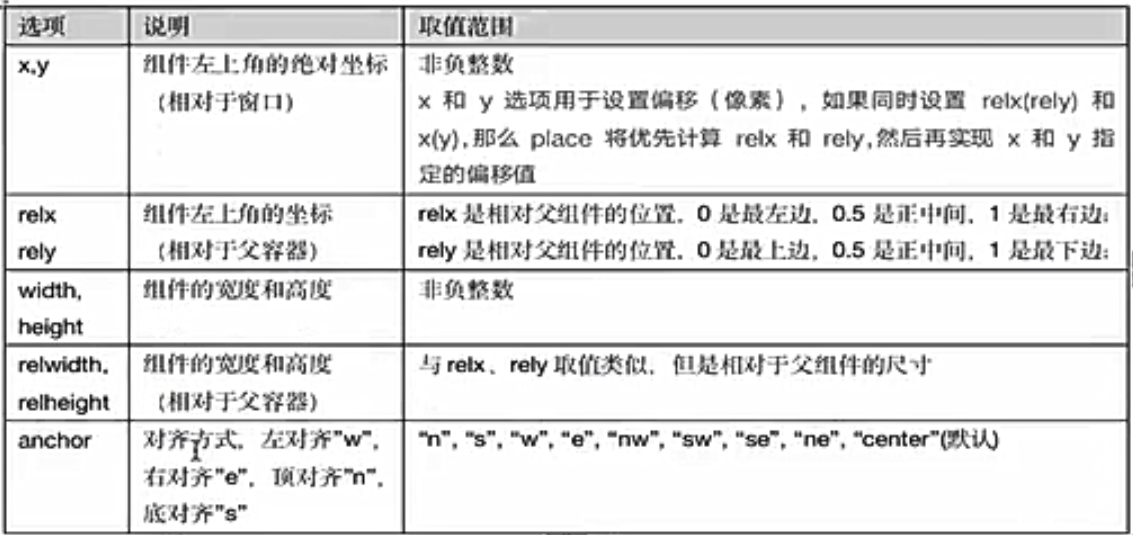 选项 说明 取值范围
x,y 组件左上角的绝对坐标 非负整数
(相对于窗口) x 和 y 选项用于设置偏移(像素),如果同时设置 relx(rely) 和
x(y),那么 place 将优先计算 relx 和 rely,然后再实现 x 和 y 指
定的偏移值
relx 组件左上角的坐标 relx 是相对父组件的位置,0 是最左边,0.5 是正中间,1 是最右边;
rely (相对于父容器) rely 是相对父组件的位置,0 是最上边,0.5 是正中间,1 是最下边;
width, 组件的宽度和高度 非负整数
height
relwidth, 组件的宽度和高度 与 relx、rely 取值类似,但是相对于父组件的尺寸
relheight (相对于父容器)
anchor 对齐方式,左对齐"w", “n”, “s”, “w”, “e”, “nw”, “sw”, “se”, “ne”, “center”(默认)
右对齐"e",顶对齐"n",
底对齐"s"